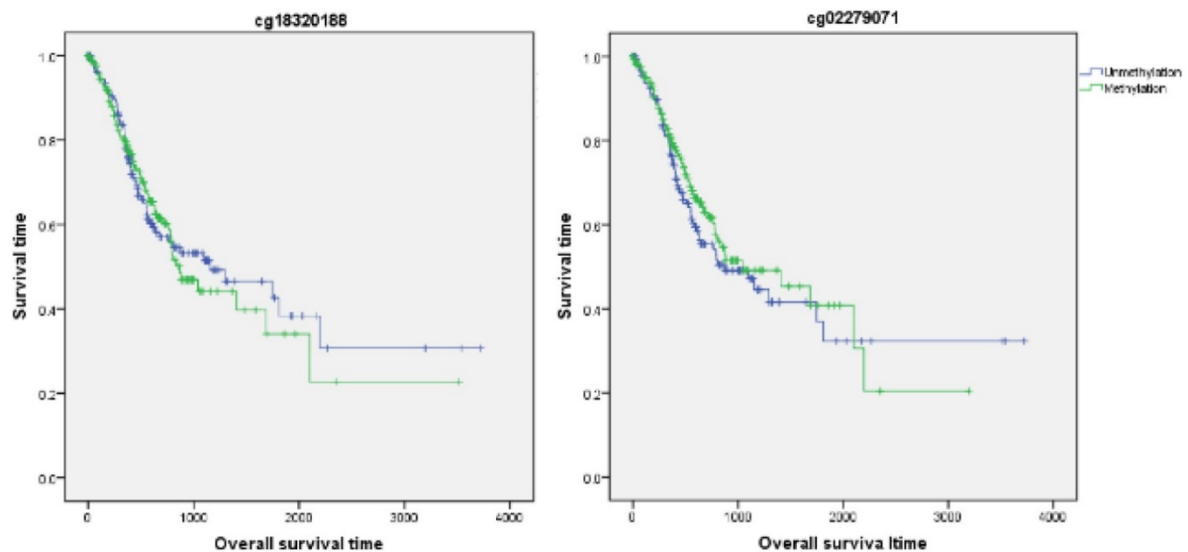 cg18320188
1.0
0.8
0.6
0.4
0.2
0.0
Survival time
0
1000
2000
3000
4000
Overall survival time
cg02279071
1.0
0.8
0.6
0.4
0.2
0.0
Survival time
0
1000
2000
3000
4000
Overall surviva ltime
Unmethylation
Methylation